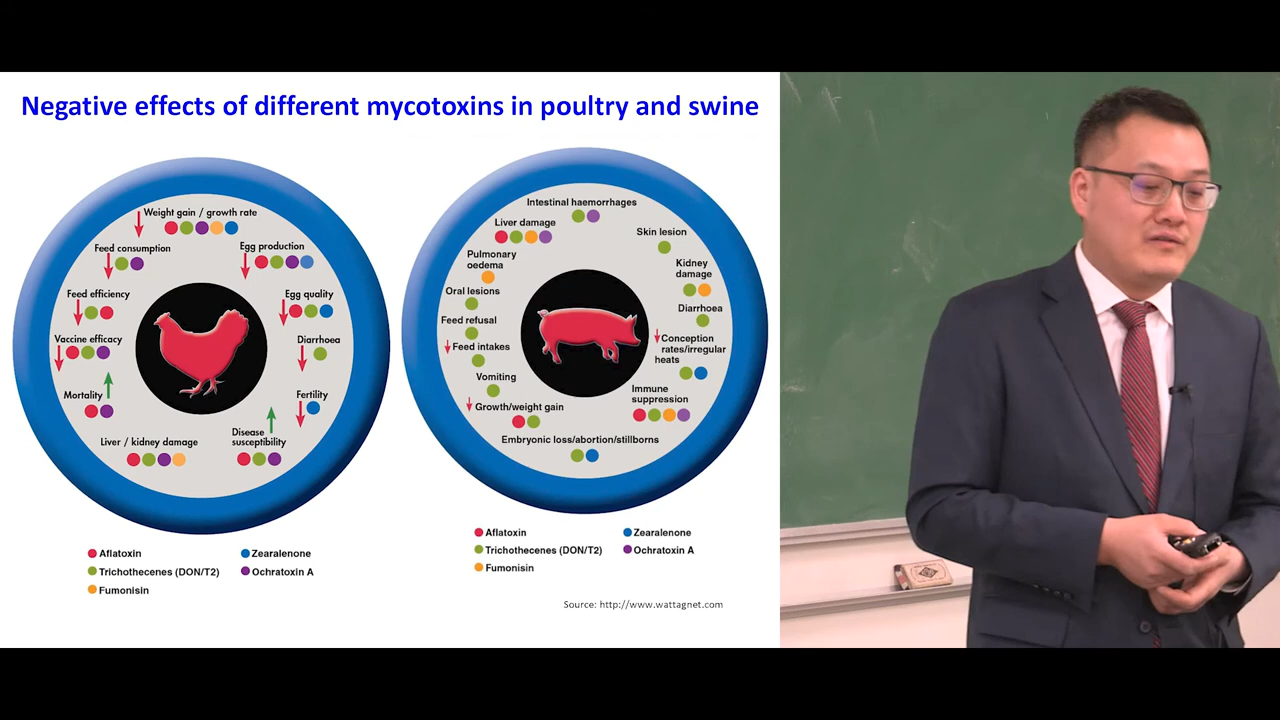 Negative effects of different mycotoxins in poultry and swine
Weight gain / growth rate
Feed consumption
Egg production
Feed efficiency
Egg quality
Vaccine efficacy
Diarrhoea
Mortality
Fertility
Disease
susceptibility
Liver / kidney damage
Aflatoxin
Zearalenone
Trichothecenes (DON/T2)
Ochratoxin A
Fumonisin
Intestinal haemorrhages
Liver damage
Skin lesion
Pulmonary
oedema
Kidney
damage
Oral lesions
Diarrhoea
Feed refusal
Feed intakes
Conception
rates/irregular
heats
Vomiting
Immune
suppression
Growth/weight gain
Embryonic loss/abortion/stillborns
Aflatoxin
Zearalenone
Trichothecenes (DON/T2)
Ochratoxin A
Fumonisin
Source: http://www.wattagnet.com